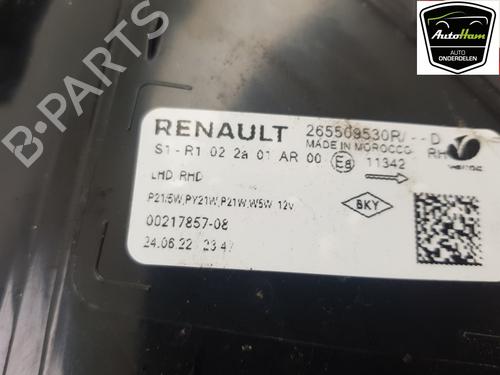 AutoHam
AUTO
ONDERDELEN
RENAULT 265509530R/--D
MADE IN MOROCCO RH
S1-R1 02 2a 01 AR 00 E8 11342
LHD, RHD
P21/5W,PY21W,P21W,W5W 12V
BKY
00217857-08
24.06.22 23:47
B-PARTS